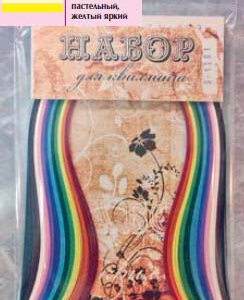 пастельный,
желтый яркий
НАБОР
для квиллинга